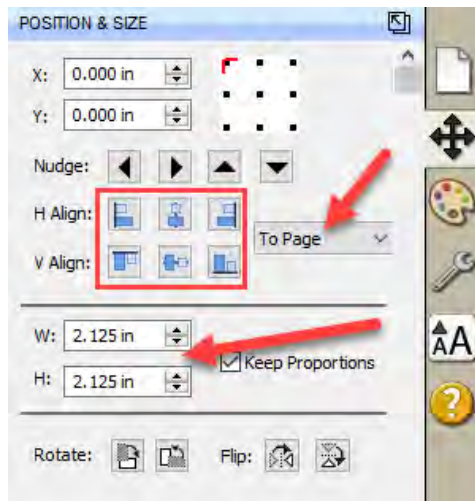 POSITION & SIZE
X: 0.000 in
Y: 0.000 in
Nudge:
H Align:
To Page
V Align:
W: 2.125 in
Keep Proportions
H: 2.125 in
Rotate: Flip:
AA
?